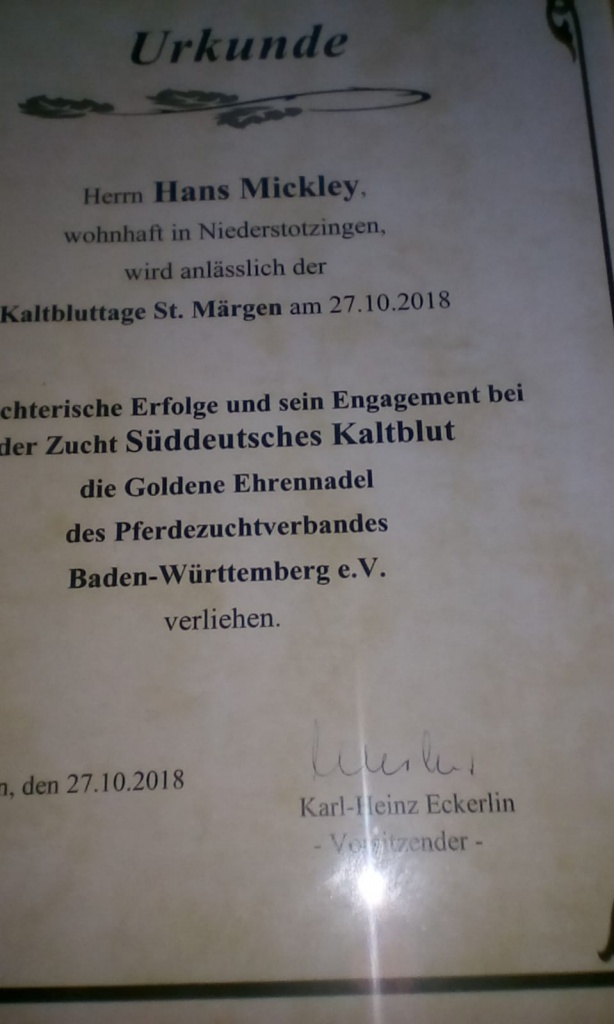 Urkunde
Herrn Hans Mickley,
wohnhaft in Niederstotzingen,
wird anlässlich der
Kaltbluttage St. Märgen am 27.10.2018
chterische Erfolge und sein Engagement bei
der Zucht Süddeutsches Kaltblut
die Goldene Ehrennadel
des Pferdezuchtverbandes
Baden-Württemberg e.V.
verliehen.
n, den 27.10.2018
Karl-Heinz Eckerlin
- Vorsitzender -